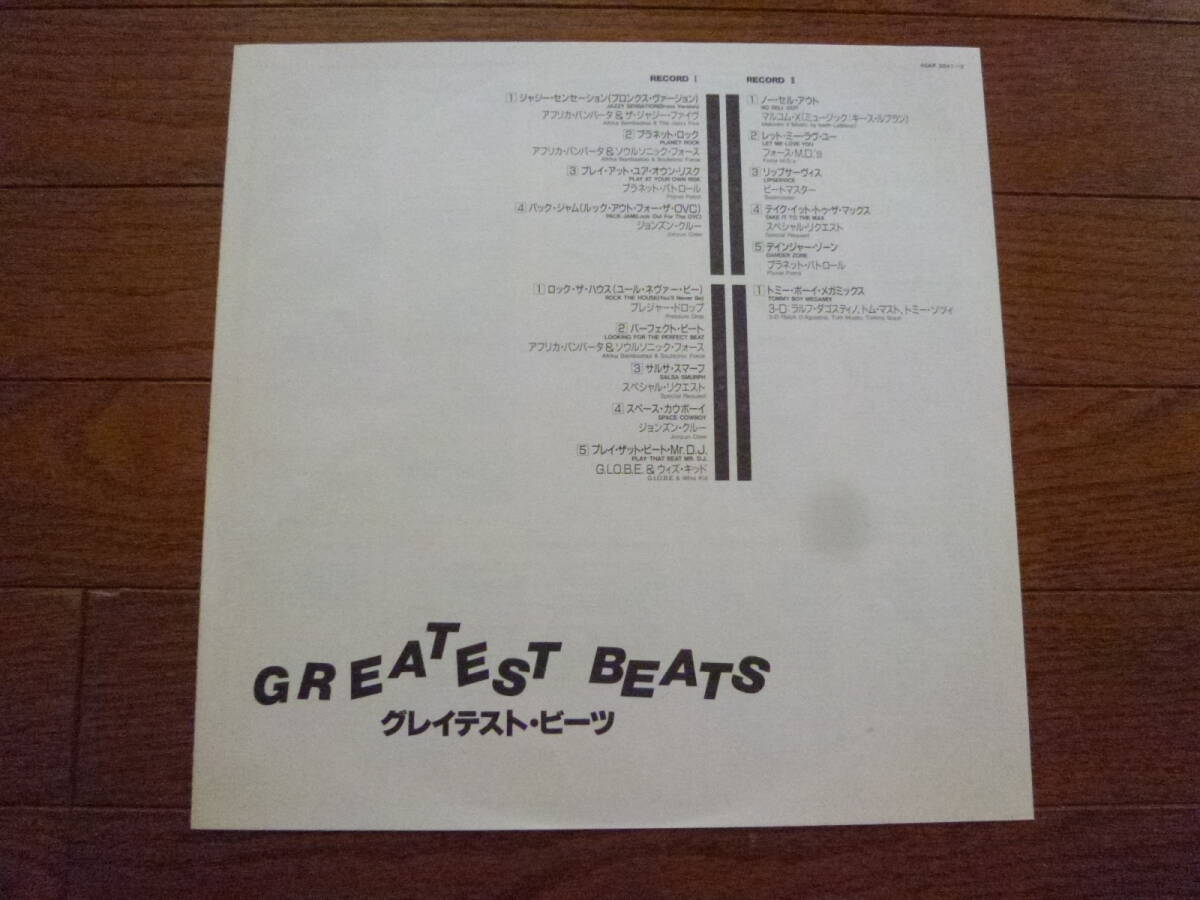 RECORD I
1 ジャジー・センセーション(ブロンクス・ヴァージョン)
JAZZY SENSATION(Bronx Version)
アフリカ・バンバータ&ザ・ジャジー・ファイヴ
Afrika Bambaataa & The Jazzy Five
2 プラネット・ロック
PLANET ROCK
アフリカ・バンバータ&ソウルソニック・フォース
Afrika Bambaataa & Soulsonic Force
3 プレイ・アット・ユア・オウン・リスク
PLAY AT YOUR OWN RISK
プラネット・パトロール
Planet Patrol
4 パック・ジャム(ルック・アウト・フォー・ザ・OVC)
PACK JAM(Look Out For The OVC)
ジョンズン・クルー
Jonzun Crew
1 ロック・ザ・ハウス(ユール・ネヴァー・ビー)
ROCK THE HOUSE(You'll Never Be)
プレジャー・ドロップ
Pressure Drop
2 パーフェクト・ビート
LOOKING FOR THE PERFECT BEAT
アフリカ・バンバータ&ソウルソニック・フォース
Afrika Bambaataa & Soulsonic Force
3 サルサ・スマーフ
SALSA SMURPH
スペシャル・リクエスト
Special Request
4 スペース・カウボーイ
SPACE COWBOY
ジョンズン・クルー
Jonzun Crew
5 プレイ・ザット・ビート・Mr.D.J.
PLAY THAT BEAT MR. D.J.
G.L.O.B.E. & ウィズ・キッド
G.L.O.B.E. & Whiz Kid
RECORD II
1 ノー・セル・アウト
NO SELL OUT
マルコム・X(ミュージック:キース・ルブラン)
Malcolm X (Music by Keith LeBlanc)
2 レット・ミー・ラヴ・ユー
LET ME LOVE YOU
フォース・M.D.'s
Force M.D.'s
3 リップサーヴィス
LIPSERVICE
ビートマスター
Beatmaster
4 テイク・イット・トゥ・ザ・マックス
TAKE IT TO THE MAX
スペシャル・リクエスト
Special Request
5 デインジャー・ゾーン
DANGER ZONE
プラネット・パトロール
Planet Patrol
1 トミー・ボーイ・メガミックス
TOMMY BOY MEGAMIX
3-D:ラルフ・ダゴスティノ、トム・マスト、トミー・ソツィ
GREATEST BEATS
グレイテスト・ビーツ